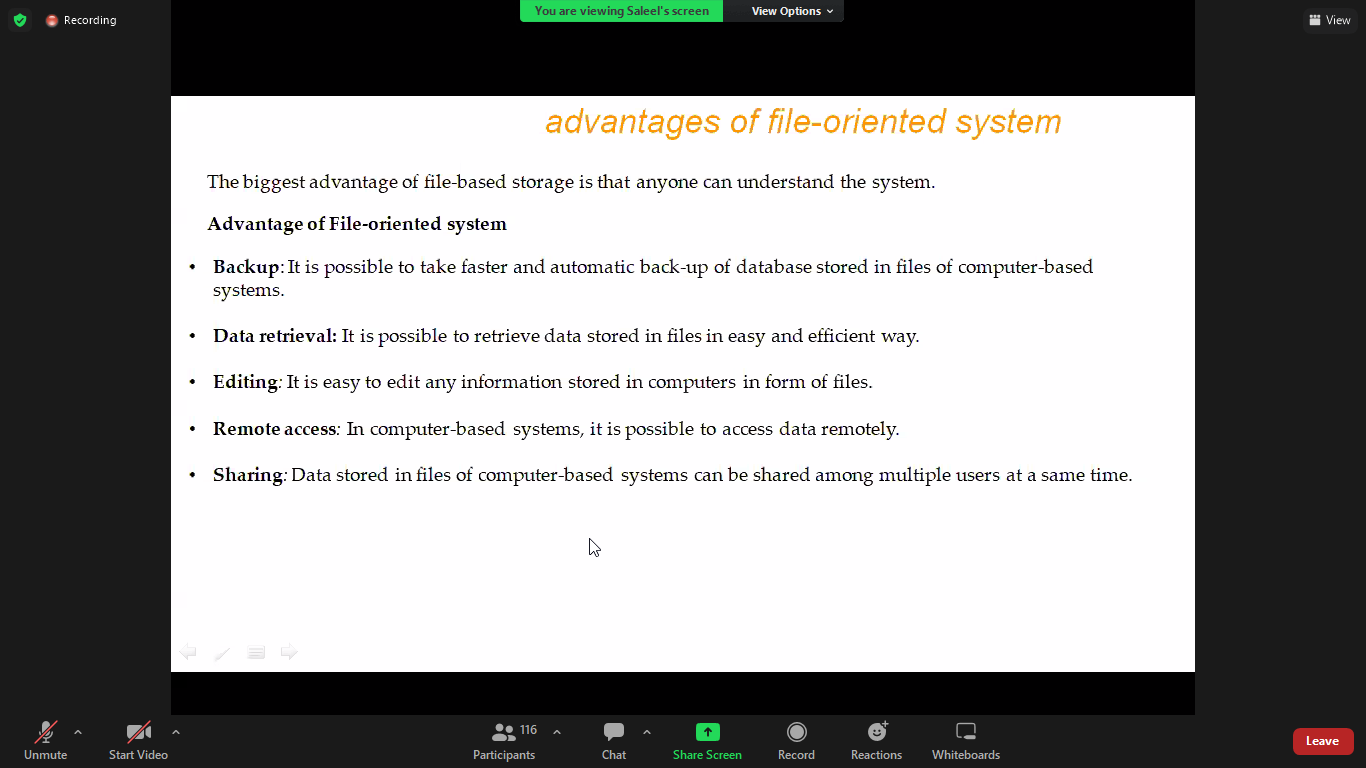 Recording
You are viewing Saleel's screen
View Options
View
advantages of file-oriented system
The biggest advantage of file-based storage is that anyone can understand the system.
Advantage of File-oriented system
• Backup: It is possible to take faster and automatic back-up of database stored in files of computer-based
systems.
• Data retrieval: It is possible to retrieve data stored in files in easy and efficient way.
• Editing: It is easy to edit any information stored in computers in form of files.
• Remote access: In computer-based systems, it is possible to access data remotely.
• Sharing: Data stored in files of computer-based systems can be shared among multiple users at a same time.
Unmute
Start Video
116
Participants
Chat
Share Screen
Record
Reactions
Whiteboards
Leave